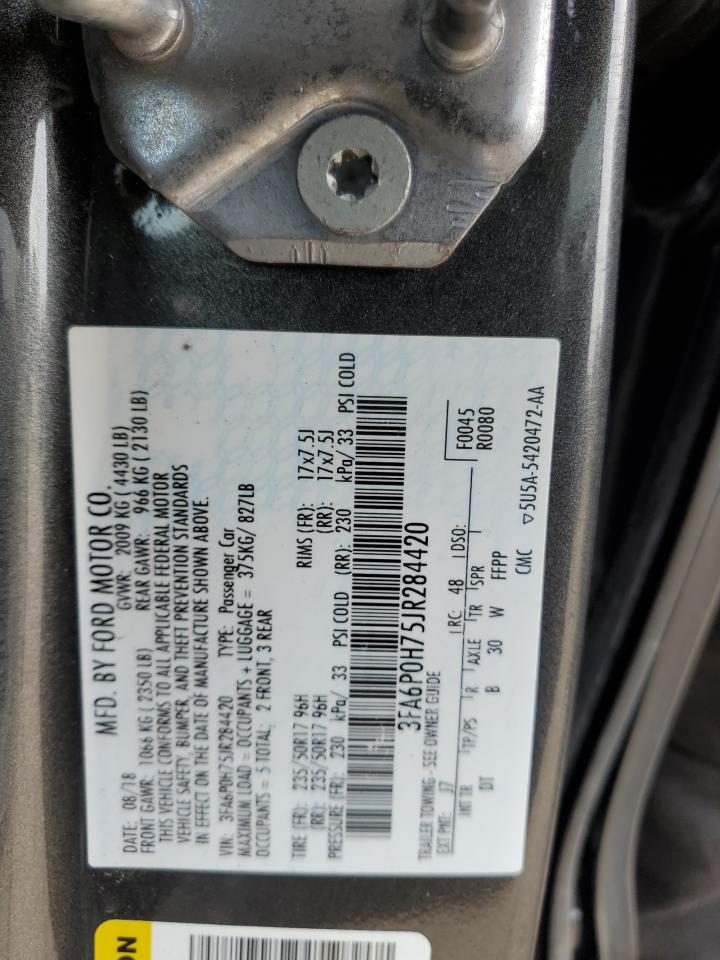 MFD. BY FORD MOTOR CO.
DATE: 08/18 GVWR: 2009 KG ( 4430 LB)
FRONT GAWR: 1066 KG ( 2350 LB) REAR GAWR: 966 KG ( 2130 LB)
THIS VEHICLE CONFORMS TO ALL APPLICABLE FEDERAL MOTOR
VEHICLE SAFETY, BUMPER, AND THEFT PREVENTION STANDARDS
IN EFFECT ON THE DATE OF MANUFACTURE SHOWN ABOVE.
VIN: 3FA6P0H75JR284420 TYPE: Passenger Car
MAXIMUM LOAD = OCCUPANTS + LUGGAGE = 375KG/ 827LB
OCCUPANTS = 5 TOTAL: 2 FRONT, 3 REAR
TIRE (FR): 235/50R17 96H RIMS (FR): 17x7.5J
(RR): 235/50R17 96H (RR): 17x7.5J
PRESSURE (FR): 230 kPa/ 33 PSI COLD (RR): 230 kPa/ 33 PSI COLD
3FA6P0H75JR284420
TRAILER TOWING - SEE OWNER GUIDE
EXT PNT: J7 RC: 48 DSO: F0045
R0080
INT TR TP/PS R AXLE TR SPR
DT B 30 W FFPP
CMC ▽5U5A-5420472-AA
ON